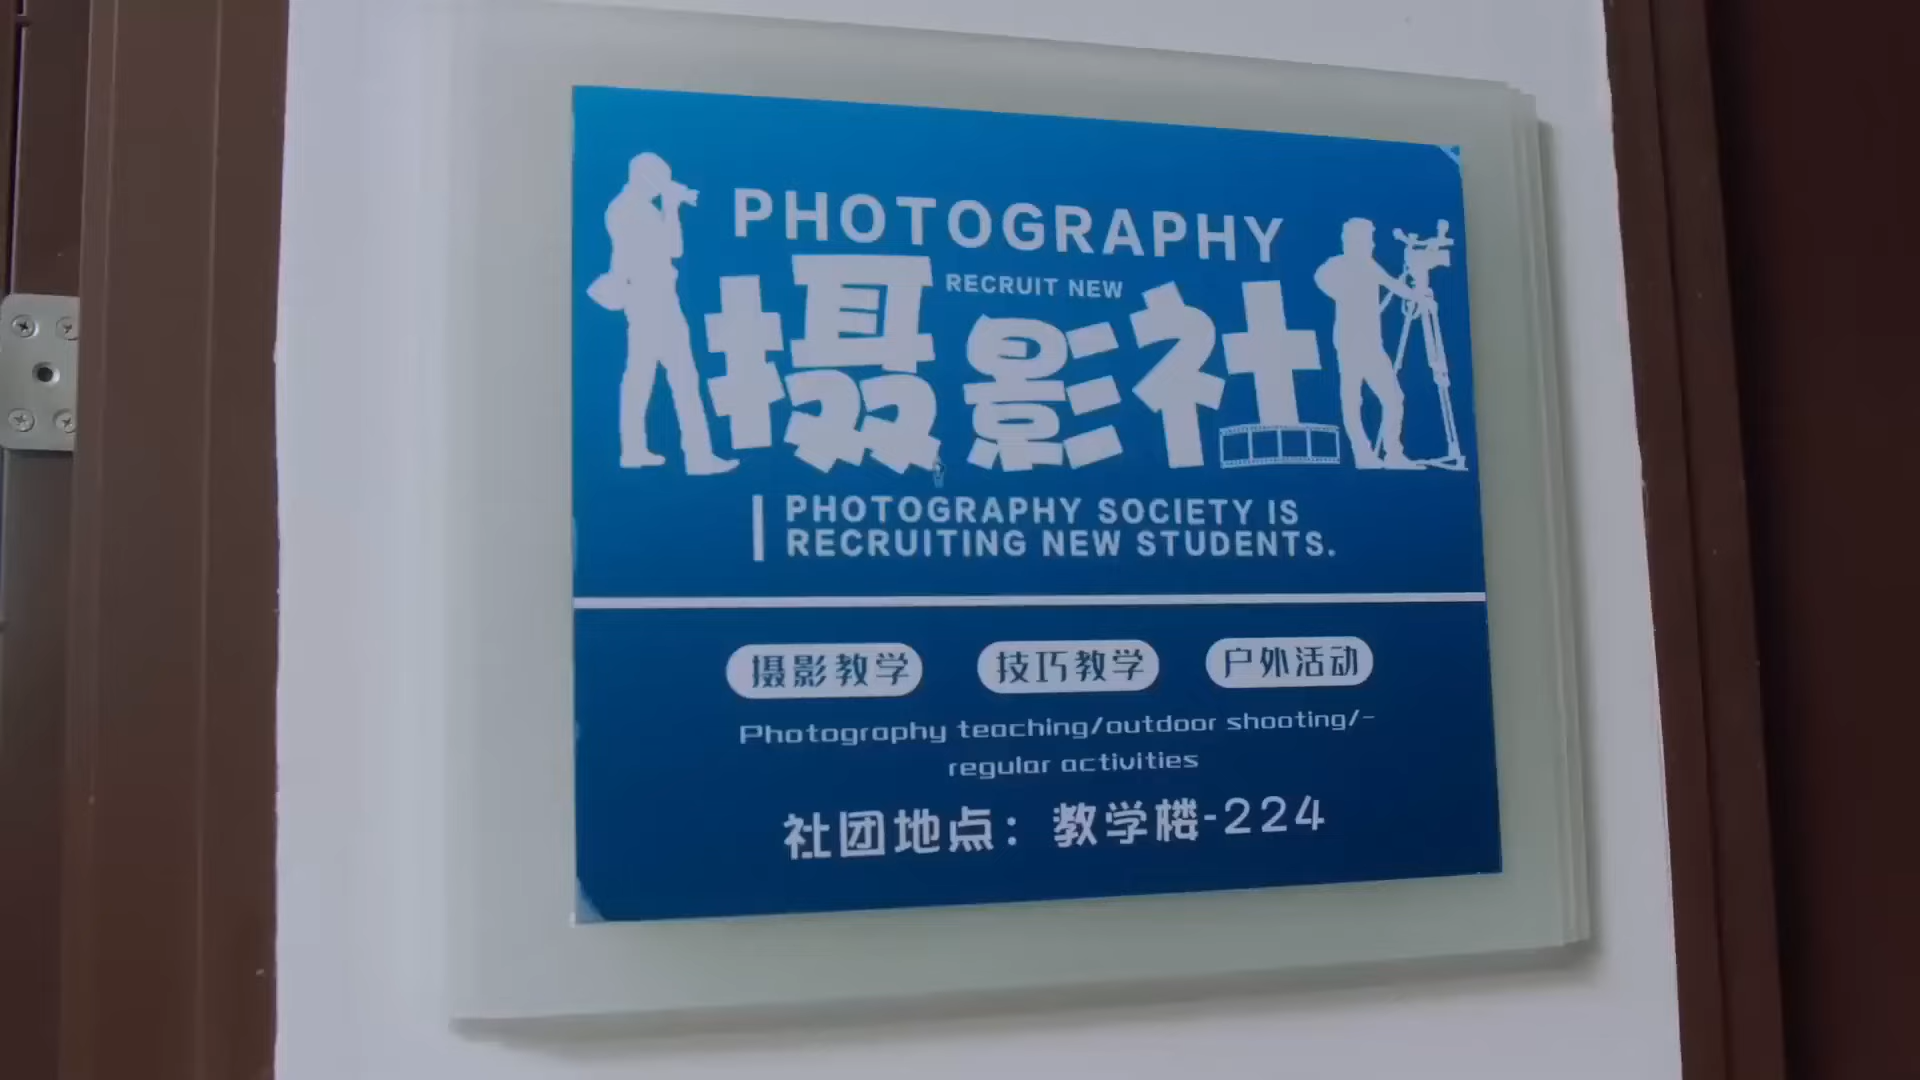 PHOTOGRAPHY
RECRUIT NEW
摄影社
PHOTOGRAPHY SOCIETY IS
RECRUITING NEW STUDENTS.
摄影教学 技巧教学 户外活动
Photography teaching/outdoor shooting/-
regular activities
社团地点：教学楼-224